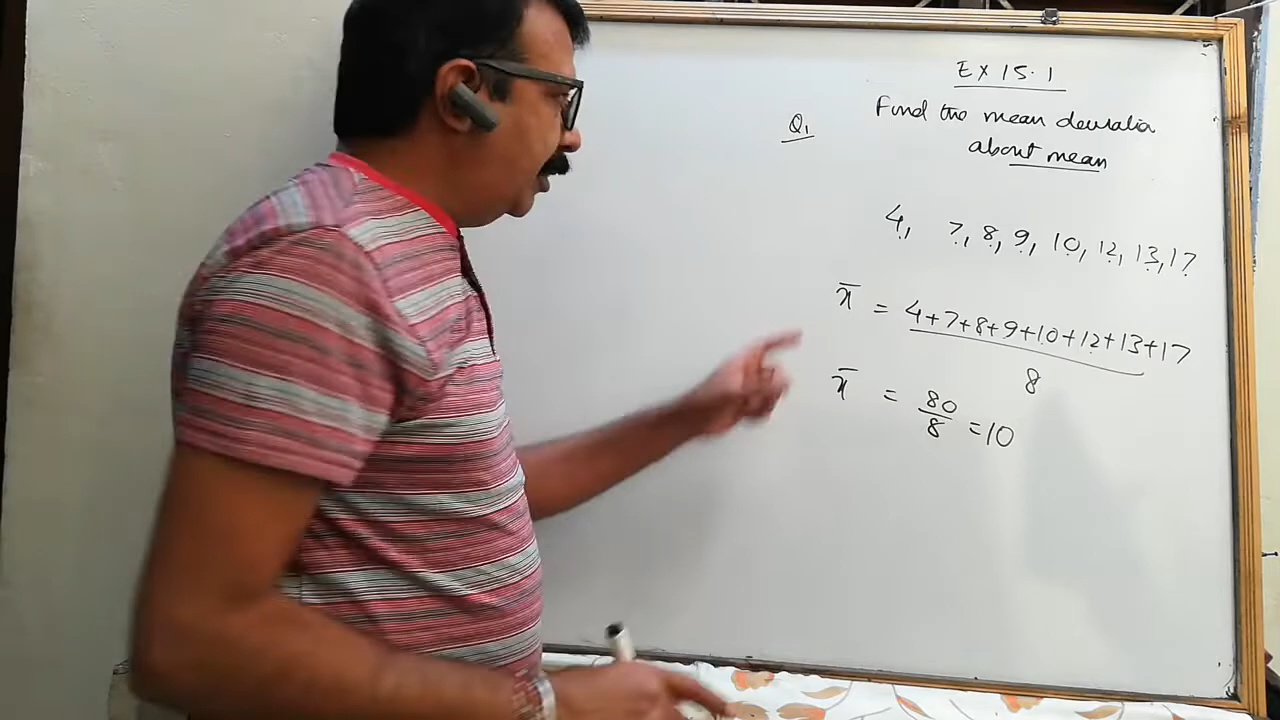 Ex 15.1
Q1 Find the mean deviation
about mean
4, 7, 8, 9, 10, 12, 13, 17
x̄ = 4+7+8+9+10+12+13+17
8
x̄ = 80/8 = 10